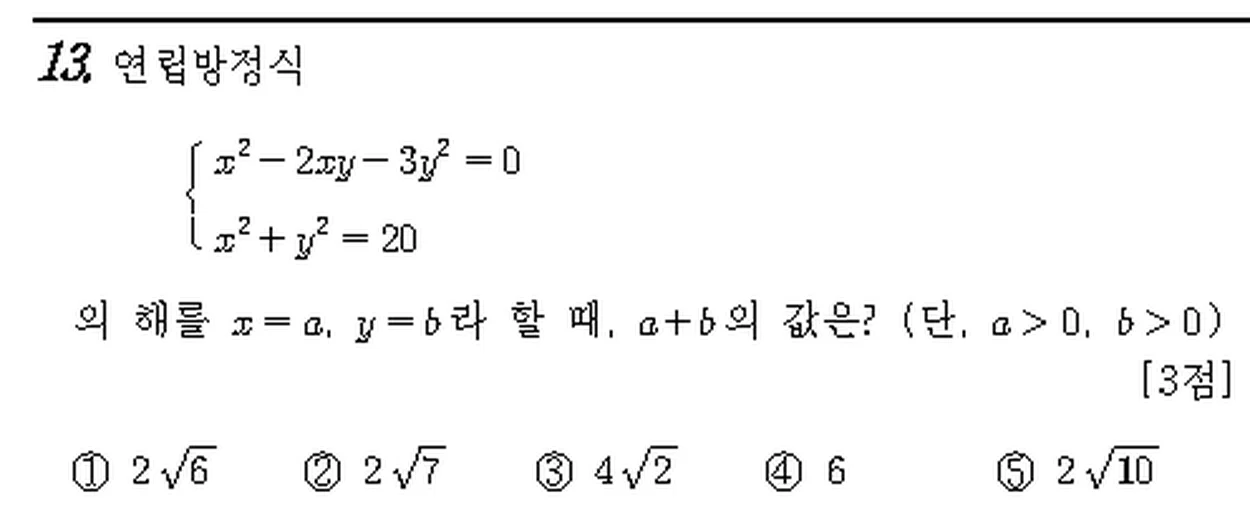 13. 연립방정식
x² − 2xy − 3y² = 0
x² + y² = 20
의 해를 x = a, y = b라 할 때, a+b의 값은? (단, a > 0, b > 0)
[3점]
① 2√6 ② 2√7 ③ 4√2 ④ 6 ⑤ 2√10